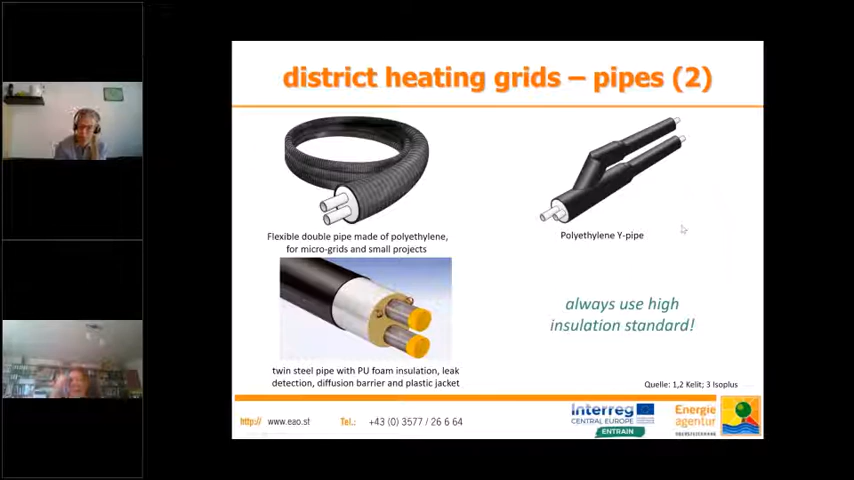 district heating grids – pipes (2)
Flexible double pipe made of polyethylene,
for micro-grids and small projects
Polyethylene Y-pipe
always use high
insulation standard!
twin steel pipe with PU foam insulation, leak
detection, diffusion barrier and plastic jacket
Quelle: 1,2 Kelit; 3 Isoplus
http:// www.eao.st Tel.: +43 (0) 3577 / 26 6 64
Interreg
CENTRAL EUROPE
ENTRAIN
Energie
agentur